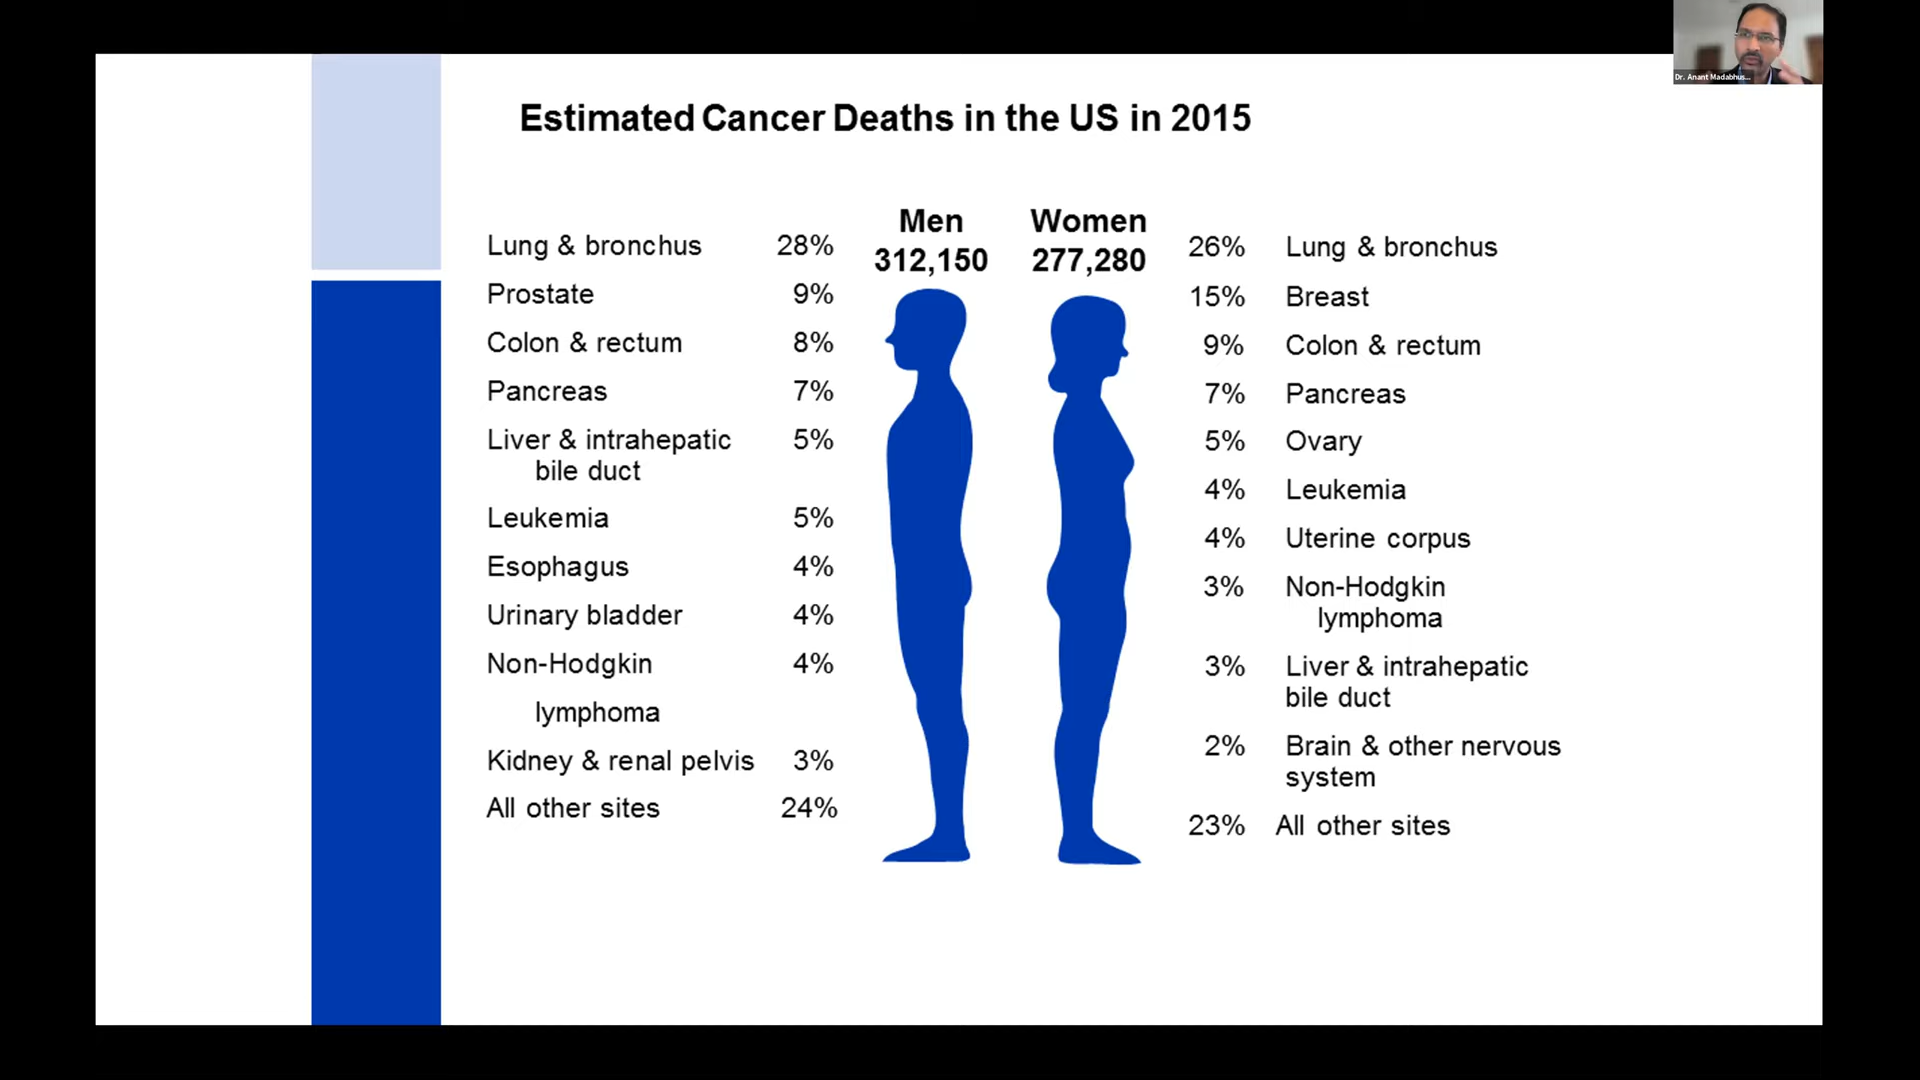 Dr. Anant Madabhus...
Estimated Cancer Deaths in the US in 2015
Men
312,150
Women
277,280
Lung & bronchus 28%
Prostate 9%
Colon & rectum 8%
Pancreas 7%
Liver & intrahepatic 5%
bile duct
Leukemia 5%
Esophagus 4%
Urinary bladder 4%
Non-Hodgkin 4%
lymphoma
Kidney & renal pelvis 3%
All other sites 24%
26% Lung & bronchus
15% Breast
9% Colon & rectum
7% Pancreas
5% Ovary
4% Leukemia
4% Uterine corpus
3% Non-Hodgkin
lymphoma
3% Liver & intrahepatic
bile duct
2% Brain & other nervous
system
23% All other sites